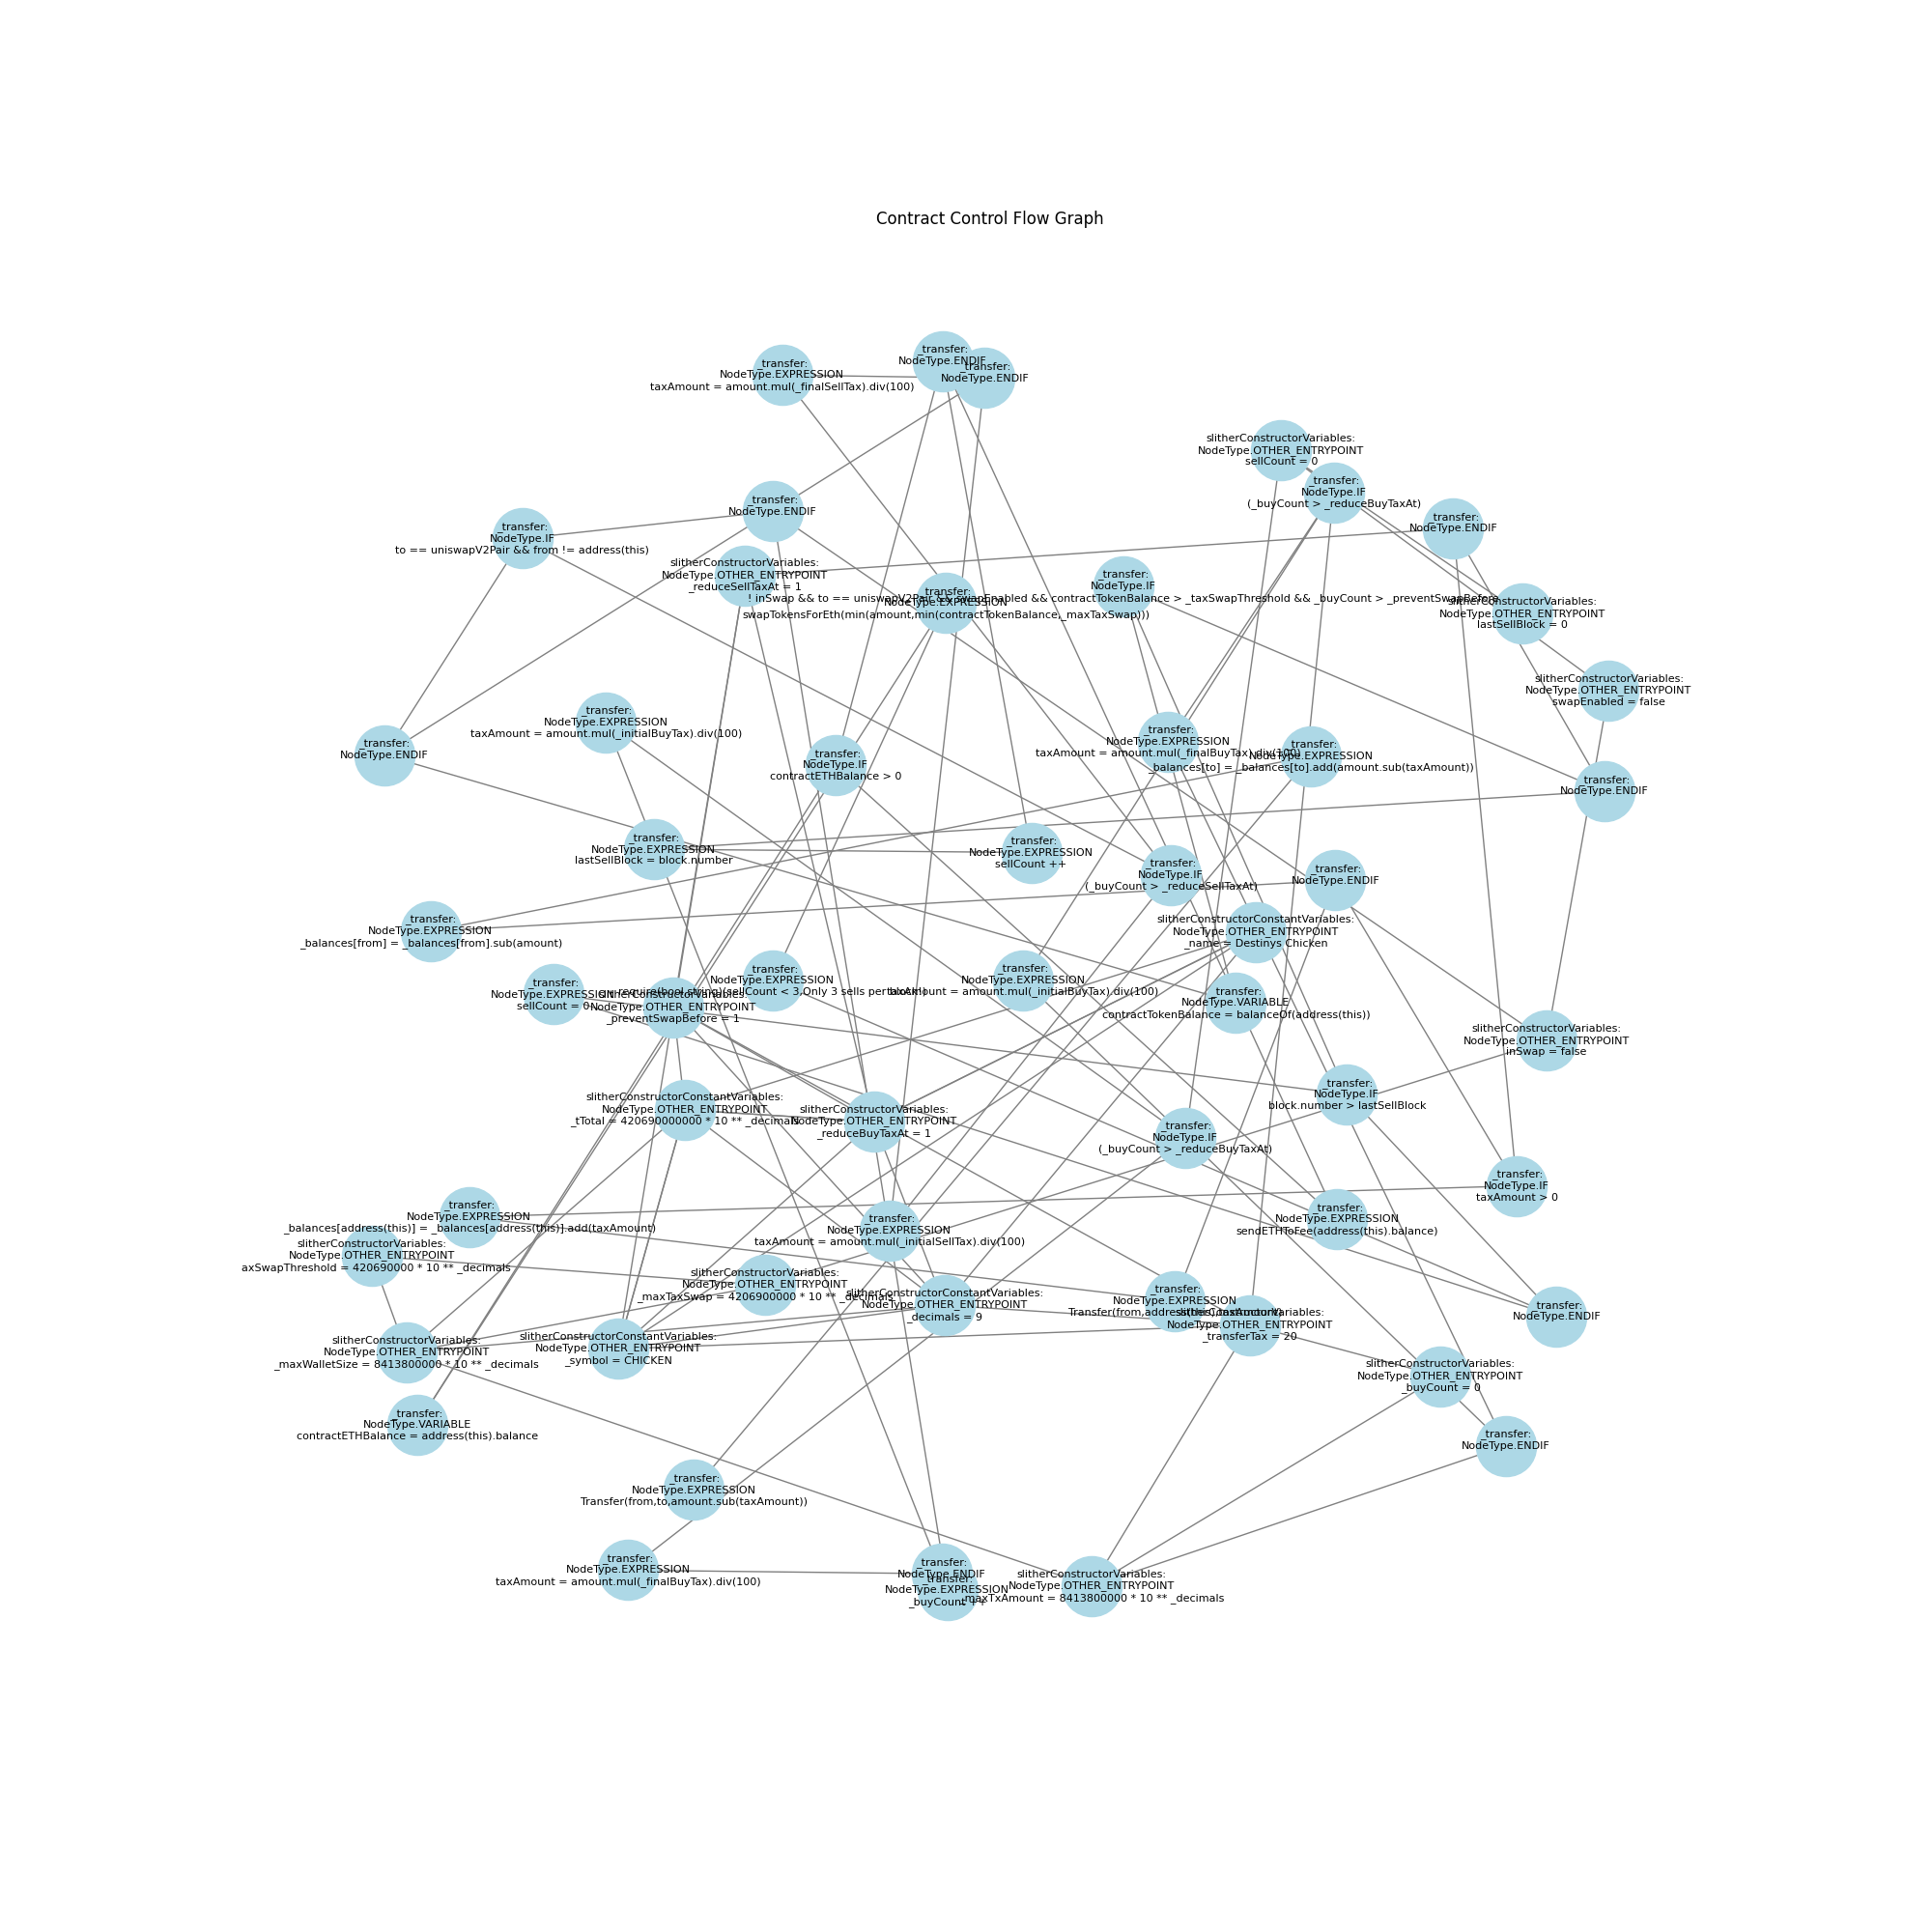 Contract Control Flow Graph
_transfer:
NodeType.ENDIF
_transfer:
NodeType.ENDIF
_transfer:
NodeType.EXPRESSION
taxAmount = amount.mul(_finalSellTax).div(100)
slitherConstructorVariables:
NodeType.OTHER_ENTRYPOINT
sellCount = 0
_transfer:
NodeType.IF
(_buyCount > _reduceBuyTaxAt)
_transfer:
NodeType.ENDIF
_transfer:
NodeType.ENDIF
_transfer:
NodeType.IF
to == uniswapV2Pair && from != address(this)
slitherConstructorVariables:
NodeType.OTHER_ENTRYPOINT
_reduceSellTaxAt = 1
_transfer:
NodeType.IF
! inSwap && to == uniswapV2Pair && swapEnabled && contractTokenBalance > _taxSwapThreshold && _buyCount > _preventSwapBefore
NodeType.EXPRESSION
swapTokensForEth(min(amount,min(contractTokenBalance,_maxTaxSwap)))
slitherConstructorVariables:
NodeType.OTHER_ENTRYPOINT
lastSellBlock = 0
slitherConstructorVariables:
NodeType.OTHER_ENTRYPOINT
swapEnabled = false
_transfer:
NodeType.EXPRESSION
taxAmount = amount.mul(_initialBuyTax).div(100)
_transfer:
NodeType.ENDIF
_transfer:
NodeType.IF
contractETHBalance > 0
_transfer:
NodeType.EXPRESSION
taxAmount = amount.mul(_finalBuyTax).div(100)
_transfer:
NodeType.EXPRESSION
_balances[to] = _balances[to].add(amount.sub(taxAmount))
_transfer:
NodeType.ENDIF
_transfer:
NodeType.EXPRESSION
lastSellBlock = block.number
_transfer:
NodeType.EXPRESSION
sellCount ++
_transfer:
NodeType.IF
(_buyCount > _reduceSellTaxAt)
_transfer:
NodeType.ENDIF
_transfer:
NodeType.EXPRESSION
_balances[from] = _balances[from].sub(amount)
slitherConstructorConstantVariables:
NodeType.OTHER_ENTRYPOINT
_name = Destinys Chicken
_transfer:
NodeType.EXPRESSION
sellCount = 0
slitherConstructorVariables:
NodeType.OTHER_ENTRYPOINT
_preventSwapBefore = 1
_transfer:
NodeType.EXPRESSION
require(bool,string)(sellCount < 3,Only 3 sells per block!)
_transfer:
NodeType.EXPRESSION
taxAmount = amount.mul(_initialBuyTax).div(100)
_transfer:
NodeType.VARIABLE
contractTokenBalance = balanceOf(address(this))
slitherConstructorVariables:
NodeType.OTHER_ENTRYPOINT
inSwap = false
slitherConstructorConstantVariables:
NodeType.OTHER_ENTRYPOINT
_tTotal = 420690000000 * 10 ** _decimals
slitherConstructorVariables:
NodeType.OTHER_ENTRYPOINT
_reduceBuyTaxAt = 1
_transfer:
NodeType.IF
block.number > lastSellBlock
_transfer:
NodeType.IF
(_buyCount > _reduceBuyTaxAt)
_transfer:
NodeType.IF
taxAmount > 0
_transfer:
NodeType.EXPRESSION
_balances[address(this)] = _balances[address(this)].add(taxAmount)
_transfer:
NodeType.EXPRESSION
sendETHToFee(address(this).balance)
_transfer:
NodeType.EXPRESSION
taxAmount = amount.mul(_initialSellTax).div(100)
slitherConstructorVariables:
NodeType.OTHER_ENTRYPOINT
axSwapThreshold = 420690000 * 10 ** _decimals
slitherConstructorVariables:
NodeType.OTHER_ENTRYPOINT
_maxTaxSwap = 4206900000 * 10 ** _decimals
slitherConstructorConstantVariables:
NodeType.OTHER_ENTRYPOINT
_decimals = 9
_transfer:
NodeType.EXPRESSION
Transfer(from,address(this),taxAmount)
slitherConstructorVariables:
NodeType.OTHER_ENTRYPOINT
_transferTax = 20
_transfer:
NodeType.ENDIF
slitherConstructorVariables:
NodeType.OTHER_ENTRYPOINT
_maxWalletSize = 8413800000 * 10 ** _decimals
slitherConstructorConstantVariables:
NodeType.OTHER_ENTRYPOINT
_symbol = CHICKEN
slitherConstructorVariables:
NodeType.OTHER_ENTRYPOINT
_buyCount = 0
_transfer:
NodeType.VARIABLE
contractETHBalance = address(this).balance
_transfer:
NodeType.ENDIF
_transfer:
NodeType.EXPRESSION
Transfer(from,to,amount.sub(taxAmount))
_transfer:
NodeType.EXPRESSION
taxAmount = amount.mul(_finalBuyTax).div(100)
_transfer:
NodeType.ENDIF
_transfer:
NodeType.EXPRESSION
_buyCount ++
slitherConstructorVariables:
NodeType.OTHER_ENTRYPOINT
_maxTxAmount = 8413800000 * 10 ** _decimals